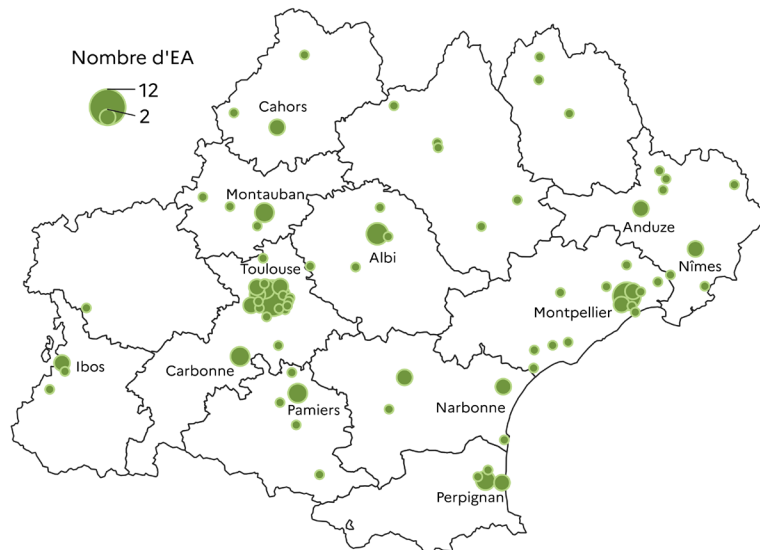 Nombre d'EA
12
2
Cahors
Montauban
Albi
Toulouse
Anduze
Nîmes
Montpellier
Ibos
Carbonne
Pamiers
Narbonne
Perpignan